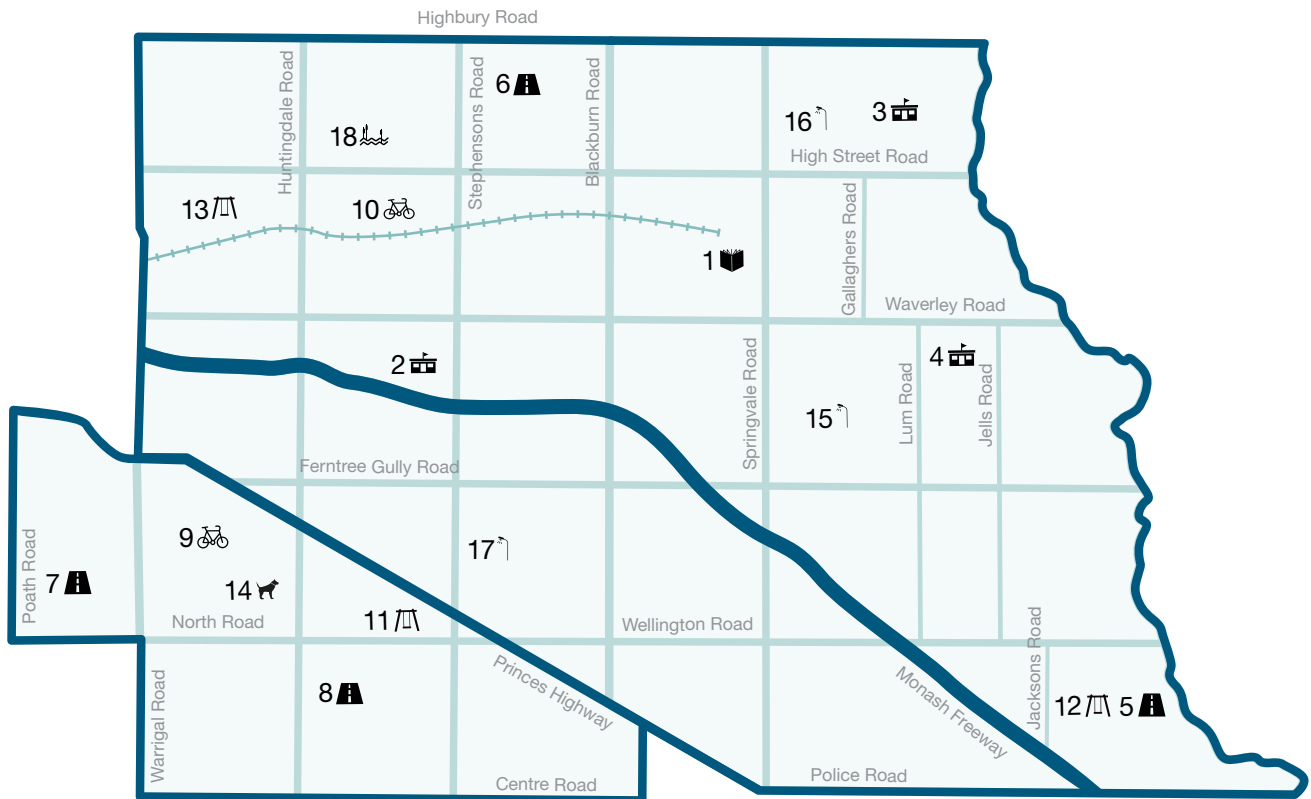 Highbury Road
Huntingdale Road
Stephensons Road
Blackburn Road
6
16
3
18
High Street Road
13
10
Gallaghers Road
1
Waverley Road
2
Springvale Road
Lum Road
4
Jells Road
15
Ferntree Gully Road
Poath Road
9
17
7
14
North Road
11
Wellington Road
Jacksons Road
Warrigal Road
8
Princes Highway
Monash Freeway
12
5
Centre Road
Police Road